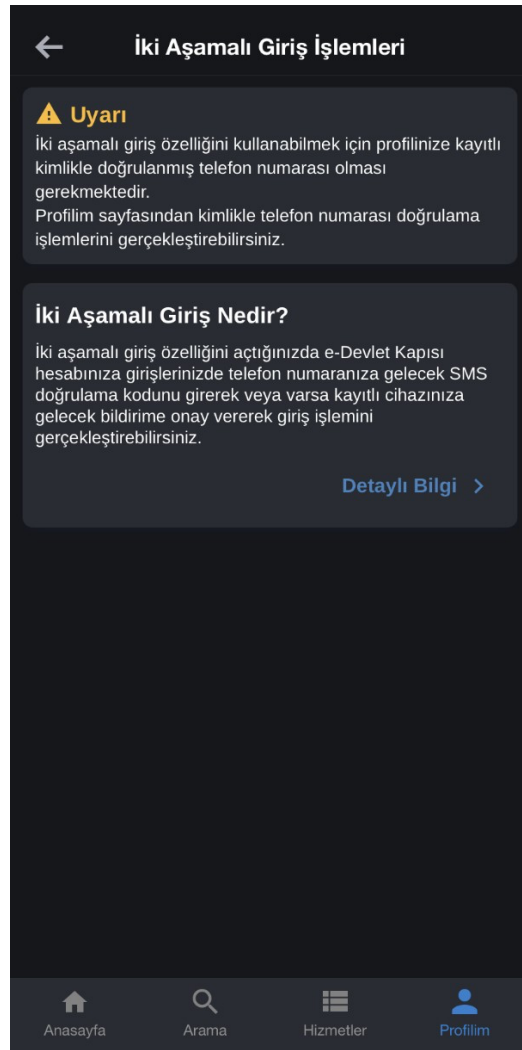 İki Aşamalı Giriş İşlemleri
Uyarı
İki aşamalı giriş özelliğini kullanabilmek için profilinize kayıtlı
kimlikle doğrulanmış telefon numarası olması
gerekmektedir.
Profilim sayfasından kimlikle telefon numarası doğrulama
işlemlerini gerçekleştirebilirsiniz.
İki Aşamalı Giriş Nedir?
İki aşamalı giriş özelliğini açtığınızda e-Devlet Kapısı
hesabınıza girişlerinizde telefon numaranıza gelecek SMS
doğrulama kodunu girerek veya varsa kayıtlı cihazınıza
gelecek bildirime onay vererek giriş işlemini
gerçekleştirebilirsiniz.
Detaylı Bilgi
Anasayfa
Arama
Hizmetler
Profilim